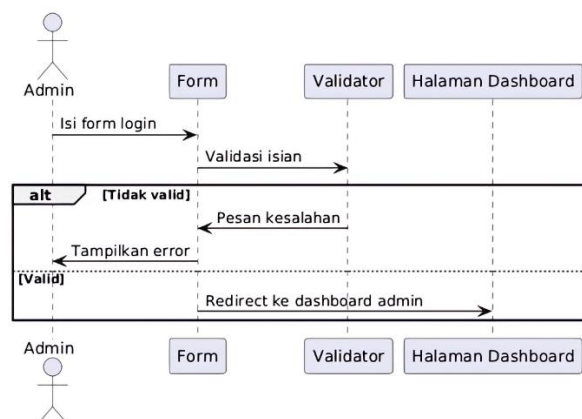 Admin
Form
Validator
Halaman Dashboard
Isi form login
Validasi isian
alt
[Tidak valid]
Pesan kesalahan
Tampilkan error
[Valid]
Redirect ke dashboard admin
Admin
Form
Validator
Halaman Dashboard